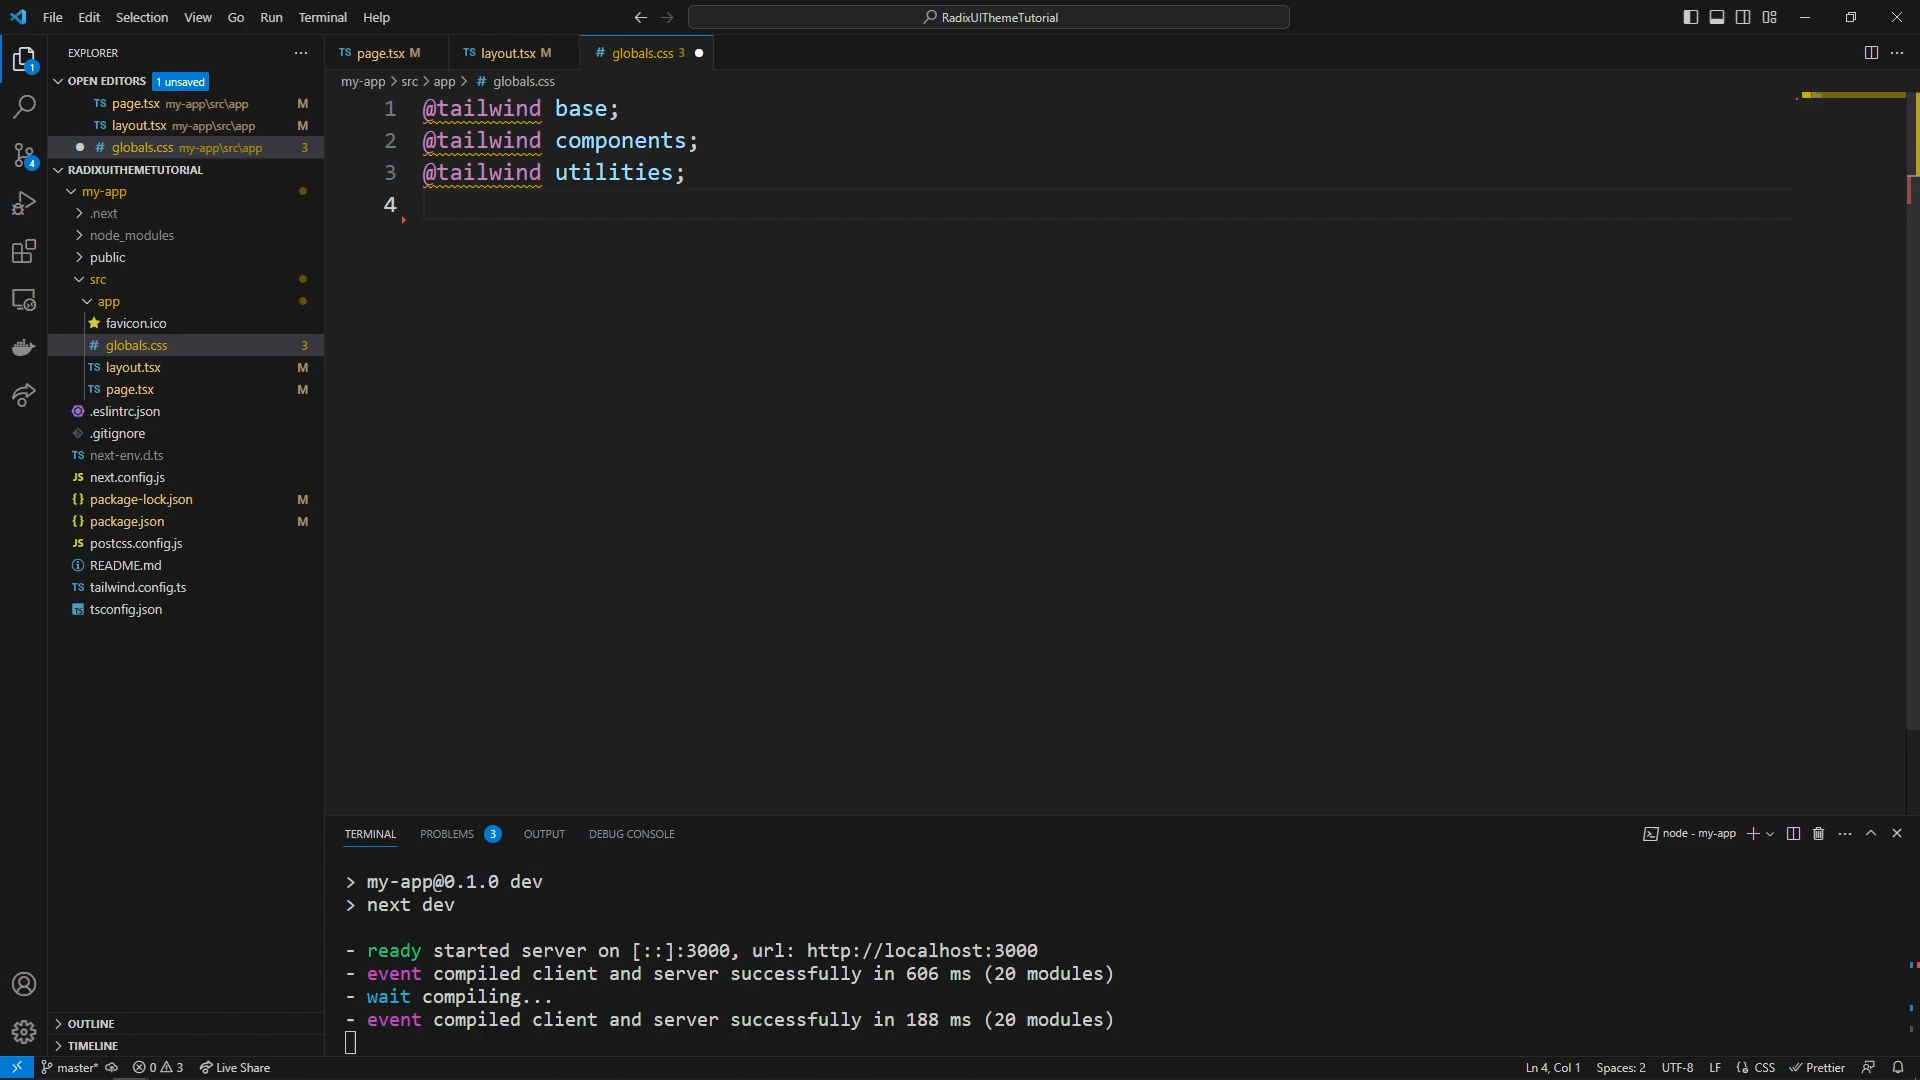 File Edit Selection View Go Run Terminal Help
RadixUIThemeTutorial
EXPLORER
OPEN EDITORS 1 unsaved
TS page.tsx my-app\src\app M
TS layout.tsx my-app\src\app M
# globals.css my-app\src\app 3
RADIXUITHEMETUTORIAL
my-app
.next
node_modules
public
src
app
favicon.ico
# globals.css 3
TS layout.tsx M
TS page.tsx M
.eslintrc.json
.gitignore
TS next-env.d.ts
JS next.config.js
{} package-lock.json M
{} package.json M
JS postcss.config.js
README.md
TS tailwind.config.ts
tsconfig.json
OUTLINE
TIMELINE
TS page.tsx M TS layout.tsx M # globals.css 3
my-app > src > app > # globals.css
1 @tailwind base;
2 @tailwind components;
3 @tailwind utilities;
4
TERMINAL PROBLEMS 3 OUTPUT DEBUG CONSOLE
node - my-app
> my-app@0.1.0 dev
> next dev
- ready started server on [::]:3000, url: http://localhost:3000
- event compiled client and server successfully in 606 ms (20 modules)
- wait compiling...
- event compiled client and server successfully in 188 ms (20 modules)
1
4
master* 0 3 Live Share
Ln 4, Col 1 Spaces: 2 UTF-8 LF {} CSS Prettier